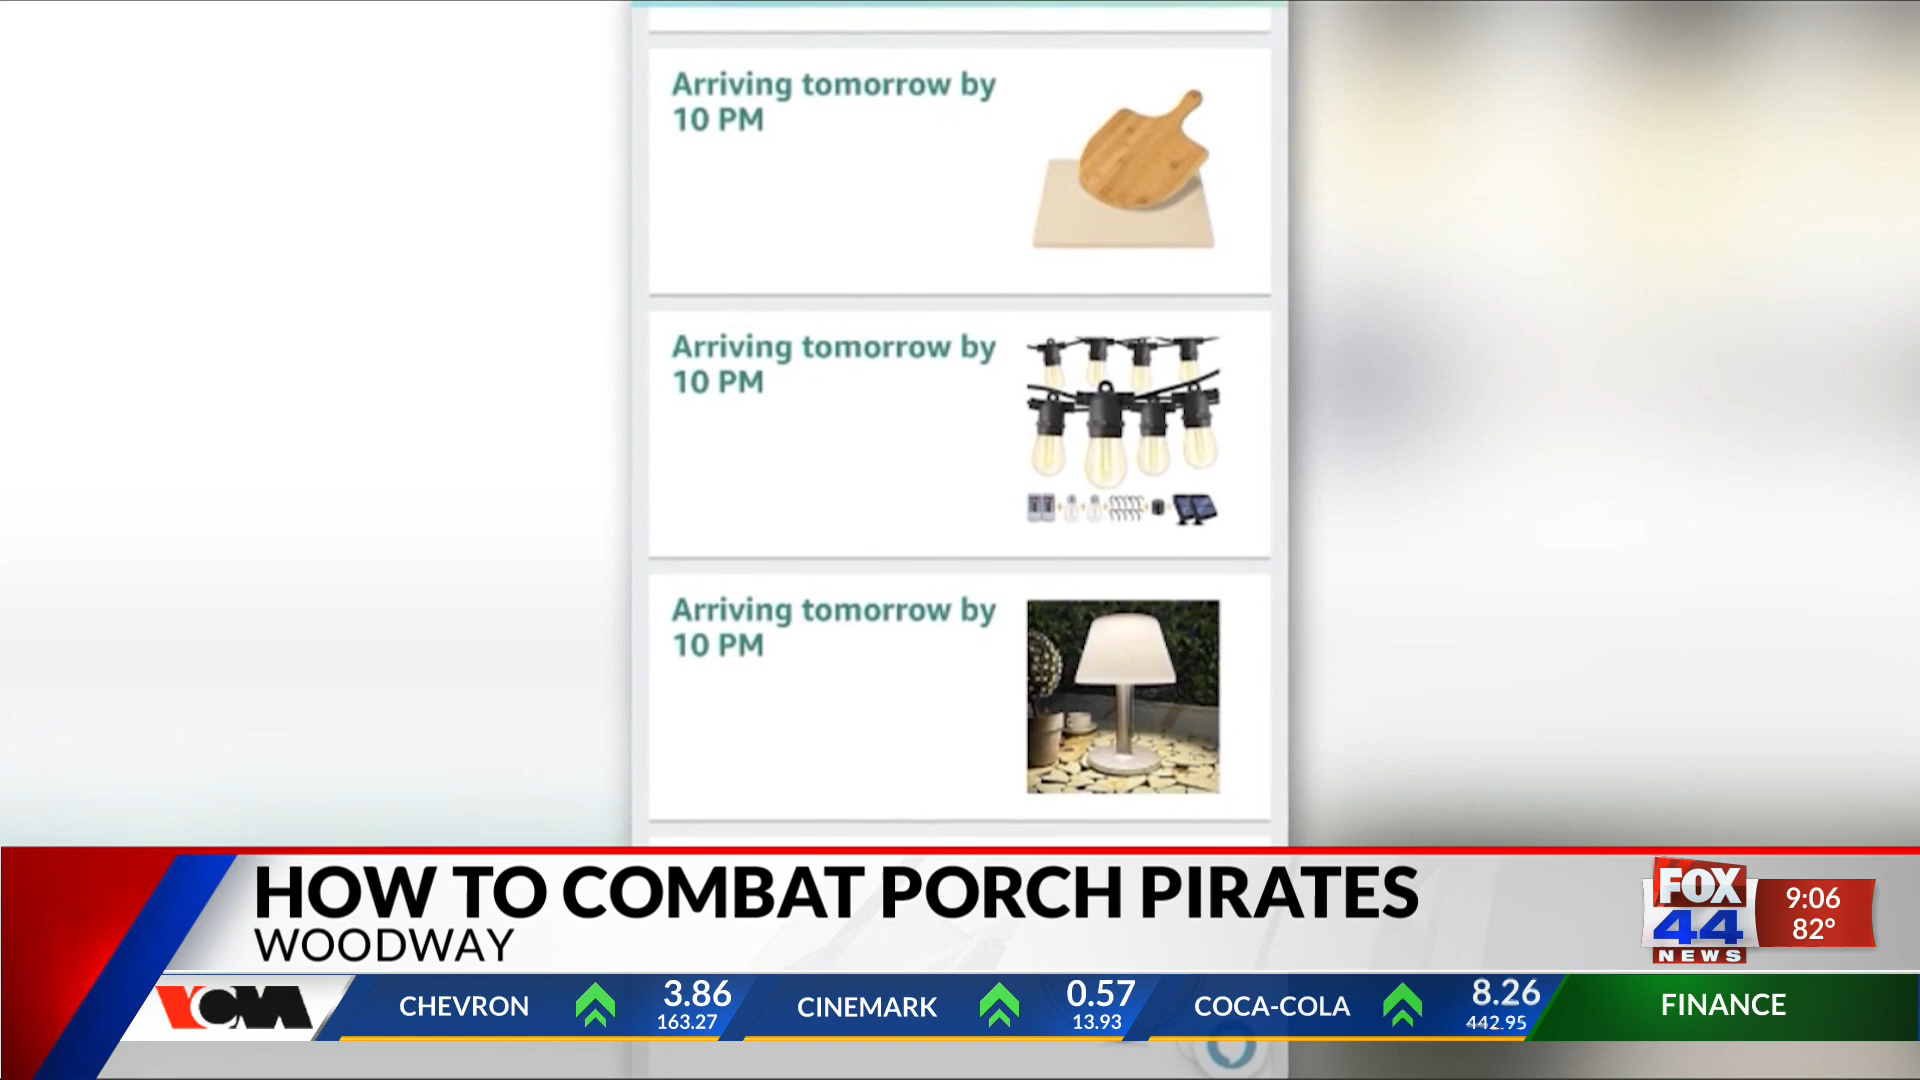 Arriving tomorrow by
10 PM
Arriving tomorrow by
10 PM
Arriving tomorrow by
10 PM
HOW TO COMBAT PORCH PIRATES
WOODWAY
FOX
44
NEWS
9:06
82°
CHEVRON
3.86
163.27
CINEMARK
0.57
13.93
COCA-COLA
8.26
442.95
FINANCE